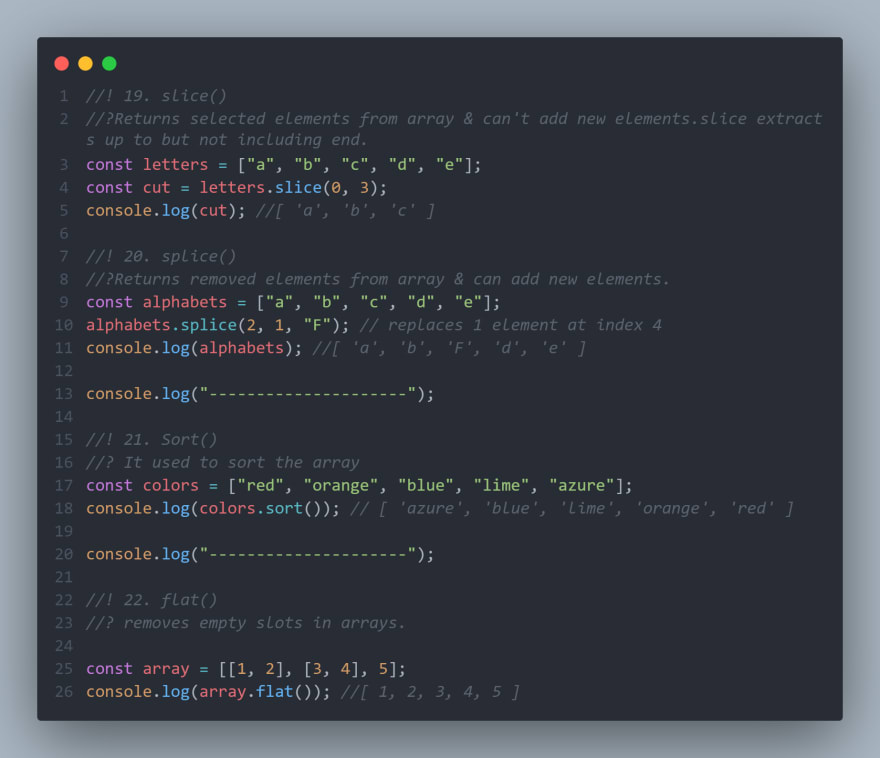 1 //! 19. slice()
2 //?Returns selected elements from array & can't add new elements.slice extract
s up to but not including end.
3 const letters = ["a", "b", "c", "d", "e"];
4 const cut = letters.slice(0, 3);
5 console.log(cut); //[ 'a', 'b', 'c' ]
6
7 //! 20. splice()
8 //?Returns removed elements from array & can add new elements.
9 const alphabets = ["a", "b", "c", "d", "e"];
10 alphabets.splice(2, 1, "F"); // replaces 1 element at index 4
11 console.log(alphabets); //[ 'a', 'b', 'F', 'd', 'e' ]
12
13 console.log("---------------------");
14
15 //! 21. Sort()
16 //? It used to sort the array
17 const colors = ["red", "orange", "blue", "lime", "azure"];
18 console.log(colors.sort()); // [ 'azure', 'blue', 'lime', 'orange', 'red' ]
19
20 console.log("---------------------");
21
22 //! 22. flat()
23 //? removes empty slots in arrays.
24
25 const array = [[1, 2], [3, 4], 5];
26 console.log(array.flat()); //[ 1, 2, 3, 4, 5 ]